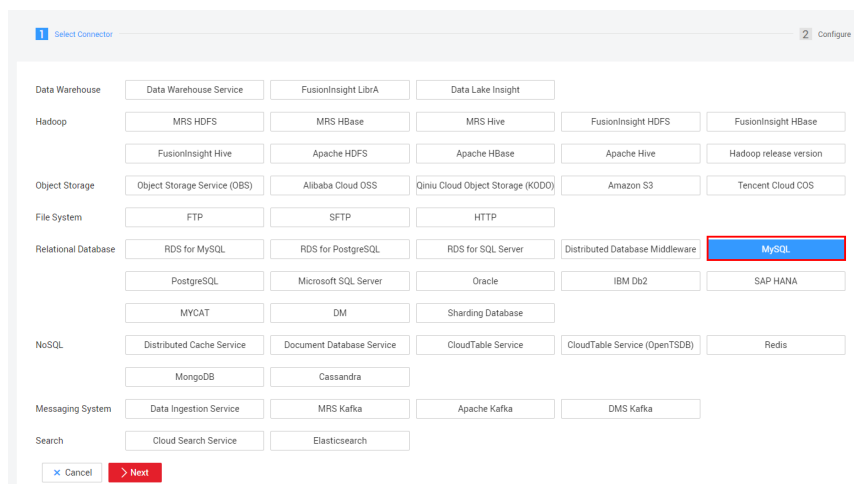 1 Select Connector 2 Configure
Data Warehouse Data Warehouse Service FusionInsight LibrA Data Lake Insight
Hadoop MRS HDFS MRS HBase MRS Hive FusionInsight HDFS FusionInsight HBase
FusionInsight Hive Apache HDFS Apache HBase Apache Hive Hadoop release version
Object Storage Object Storage Service (OBS) Alibaba Cloud OSS Qiniu Cloud Object Storage (KODO) Amazon S3 Tencent Cloud COS
File System FTP SFTP HTTP
Relational Database RDS for MySQL RDS for PostgreSQL RDS for SQL Server Distributed Database Middleware MySQL
PostgreSQL Microsoft SQL Server Oracle IBM Db2 SAP HANA
MYCAT DM Sharding Database
NoSQL Distributed Cache Service Document Database Service CloudTable Service CloudTable Service (OpenTSDB) Redis
MongoDB Cassandra
Messaging System Data Ingestion Service MRS Kafka Apache Kafka DMS Kafka
Search Cloud Search Service Elasticsearch
Cancel Next